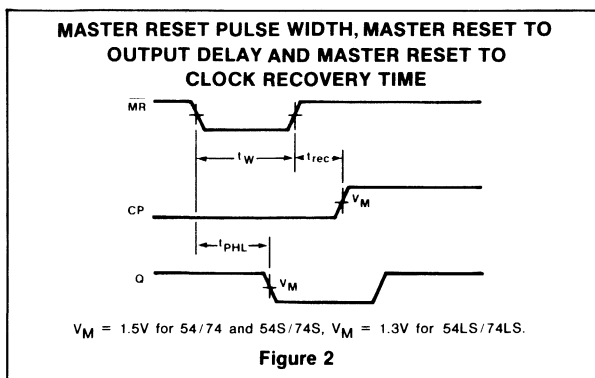 MASTER RESET PULSE WIDTH, MASTER RESET TO
OUTPUT DELAY AND MASTER RESET TO
CLOCK RECOVERY TIME
MR
tW
trec
VM
CP
tPHL
VM
Q
VM = 1.5V for 54/74 and 54S/74S, VM = 1.3V for 54LS/74LS.
Figure 2